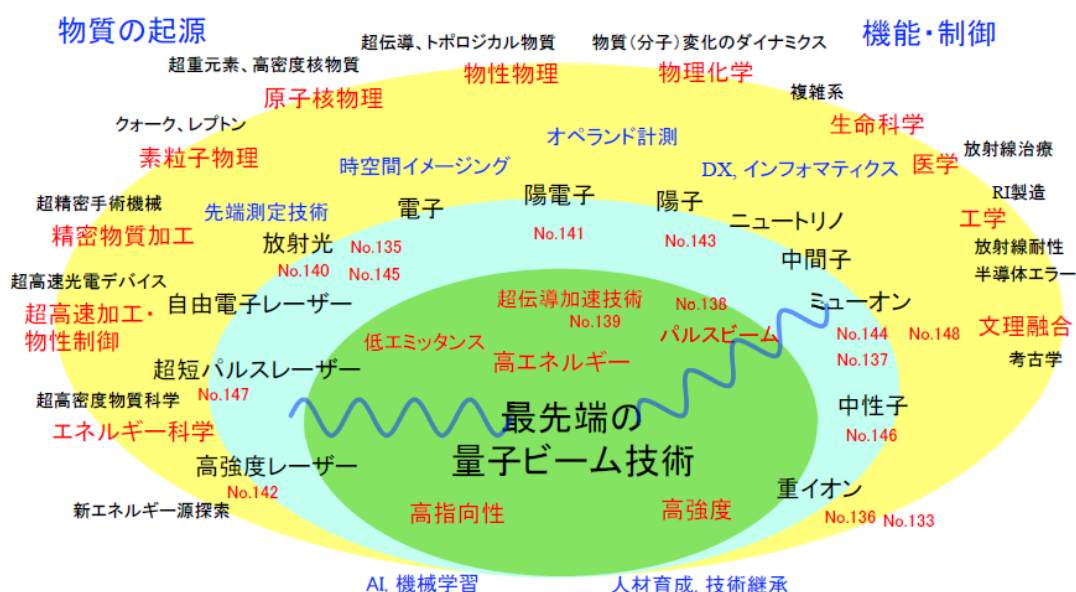 物質の起源
機能・制御
超伝導、トポロジカル物質
物性物理
物質(分子)変化のダイナミクス
物理化学
超重元素、高密度核物質
原子核物理
複雑系
生命科学
クォーク、レプトン
素粒子物理
オペランド計測
時空間イメージング
DX, インフォマティクス
医学
放射線治療
RI製造
工学
超精密手術機械
精密物質加工
先端測定技術
電子
陽電子
陽子
ニュートリノ
放射光
No.135
No.140
No.145
No.141
No.143
中間子
放射線耐性
半導体エラー
超高速光電デバイス
超高速加工・
物性制御
自由電子レーザー
超伝導加速技術
No.139
No.138
パルスビーム
ミューオン
No.144
No.148
No.137
文理融合
考古学
低エミッタンス
高エネルギー
超短パルスレーザー
No.147
超高密度物質科学
エネルギー科学
最先端の
量子ビーム技術
中性子
No.146
高強度レーザー
No.142
新エネルギー源探索
高指向性
高強度
重イオン
No.136
No.133
AI, 機械学習
人材育成, 技術継承